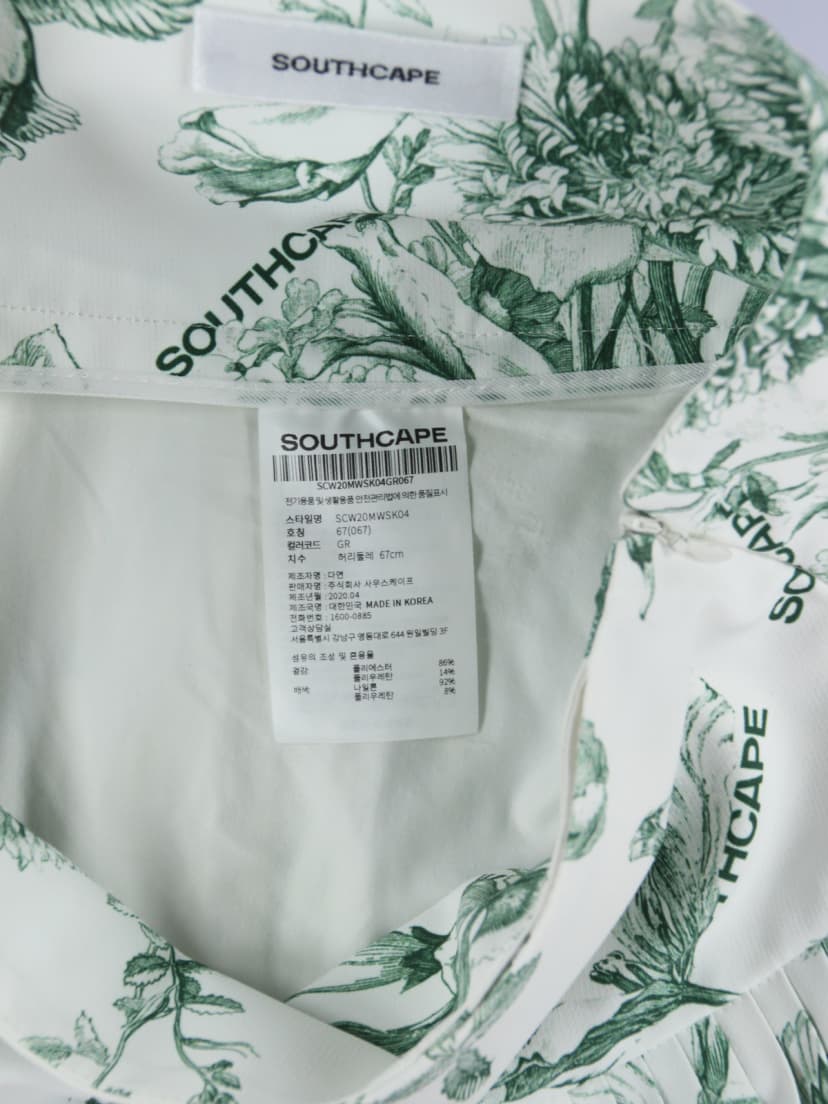 SOUTHCAPE
SOUTHCAPE
SOUTHCAPE
SCW20MWSK04GR067
전기용품 및 생활용품 안전관리법에 의한 품질표시
스타일명 SCW20MWSK04
호칭 67(067)
컬러코드 GR
치수 허리둘레 67cm
제조자명 : 다연
판매자명 : 주식회사 사우스케이프
제조년월 : 2020.04
제조국명 : 대한민국 MADE IN KOREA
전화번호 : 1600-0885
고객상담실
서울특별시 강남구 영동대로 644 원일빌딩 3F
섬유의 조성 및 혼용율
겉감: 폴리에스터 86%
폴리우레탄 14%
배색: 나일론 92%
폴리우레탄 8%
SOCAPE
THCAPE